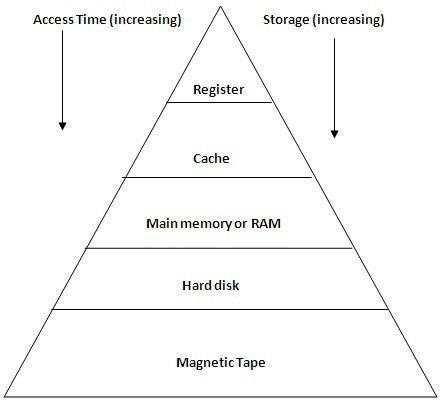 Access Time (increasing)
Storage (increasing)
Register
Cache
Main memory or RAM
Hard disk
Magnetic Tape